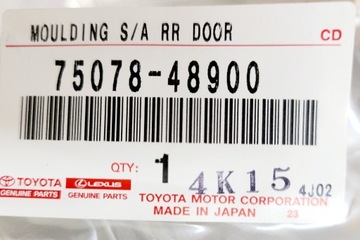 MOULDING S/A RR DOOR CD
75078-48900
QTY: 1 4K15 4J02
TOYOTA LEXUS
GENUINE PARTS GENUINE PARTS
TOYOTA MOTOR CORPORATION
MADE IN JAPAN 23